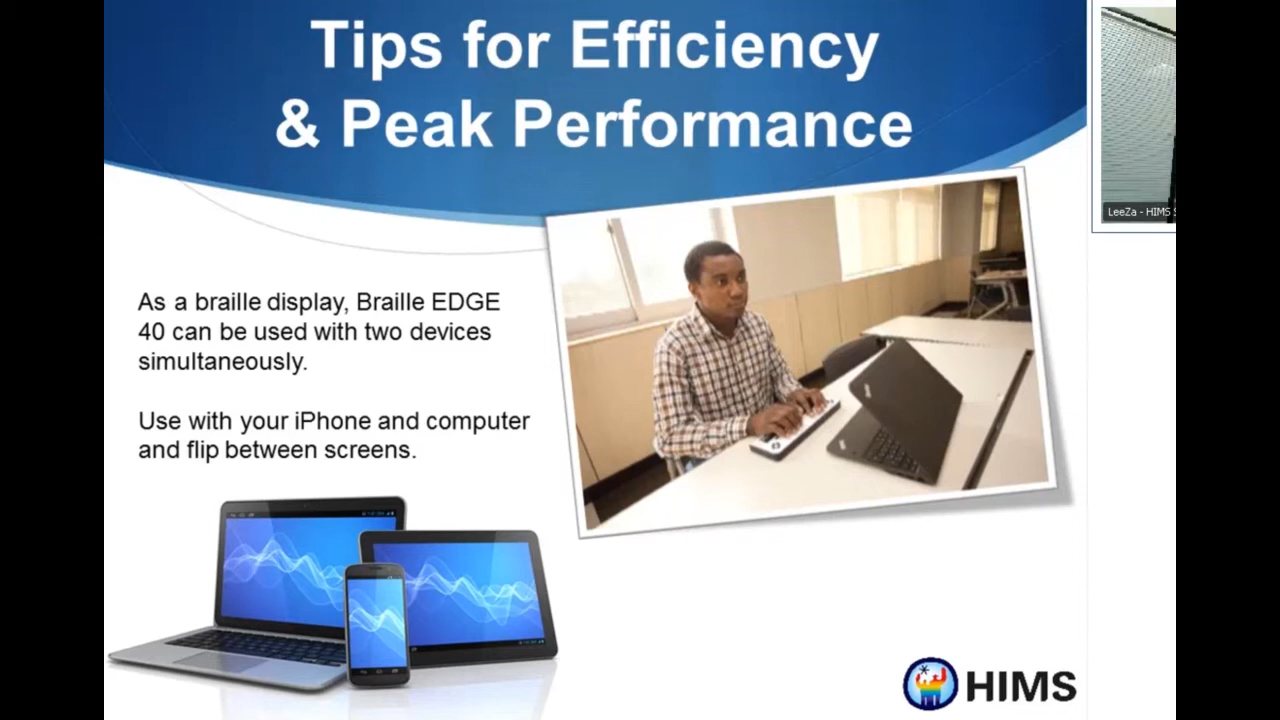 Tips for Efficiency
& Peak Performance
LeeZa - HIMS
As a braille display, Braille EDGE
40 can be used with two devices
simultaneously.
Use with your iPhone and computer
and flip between screens.
HIMS